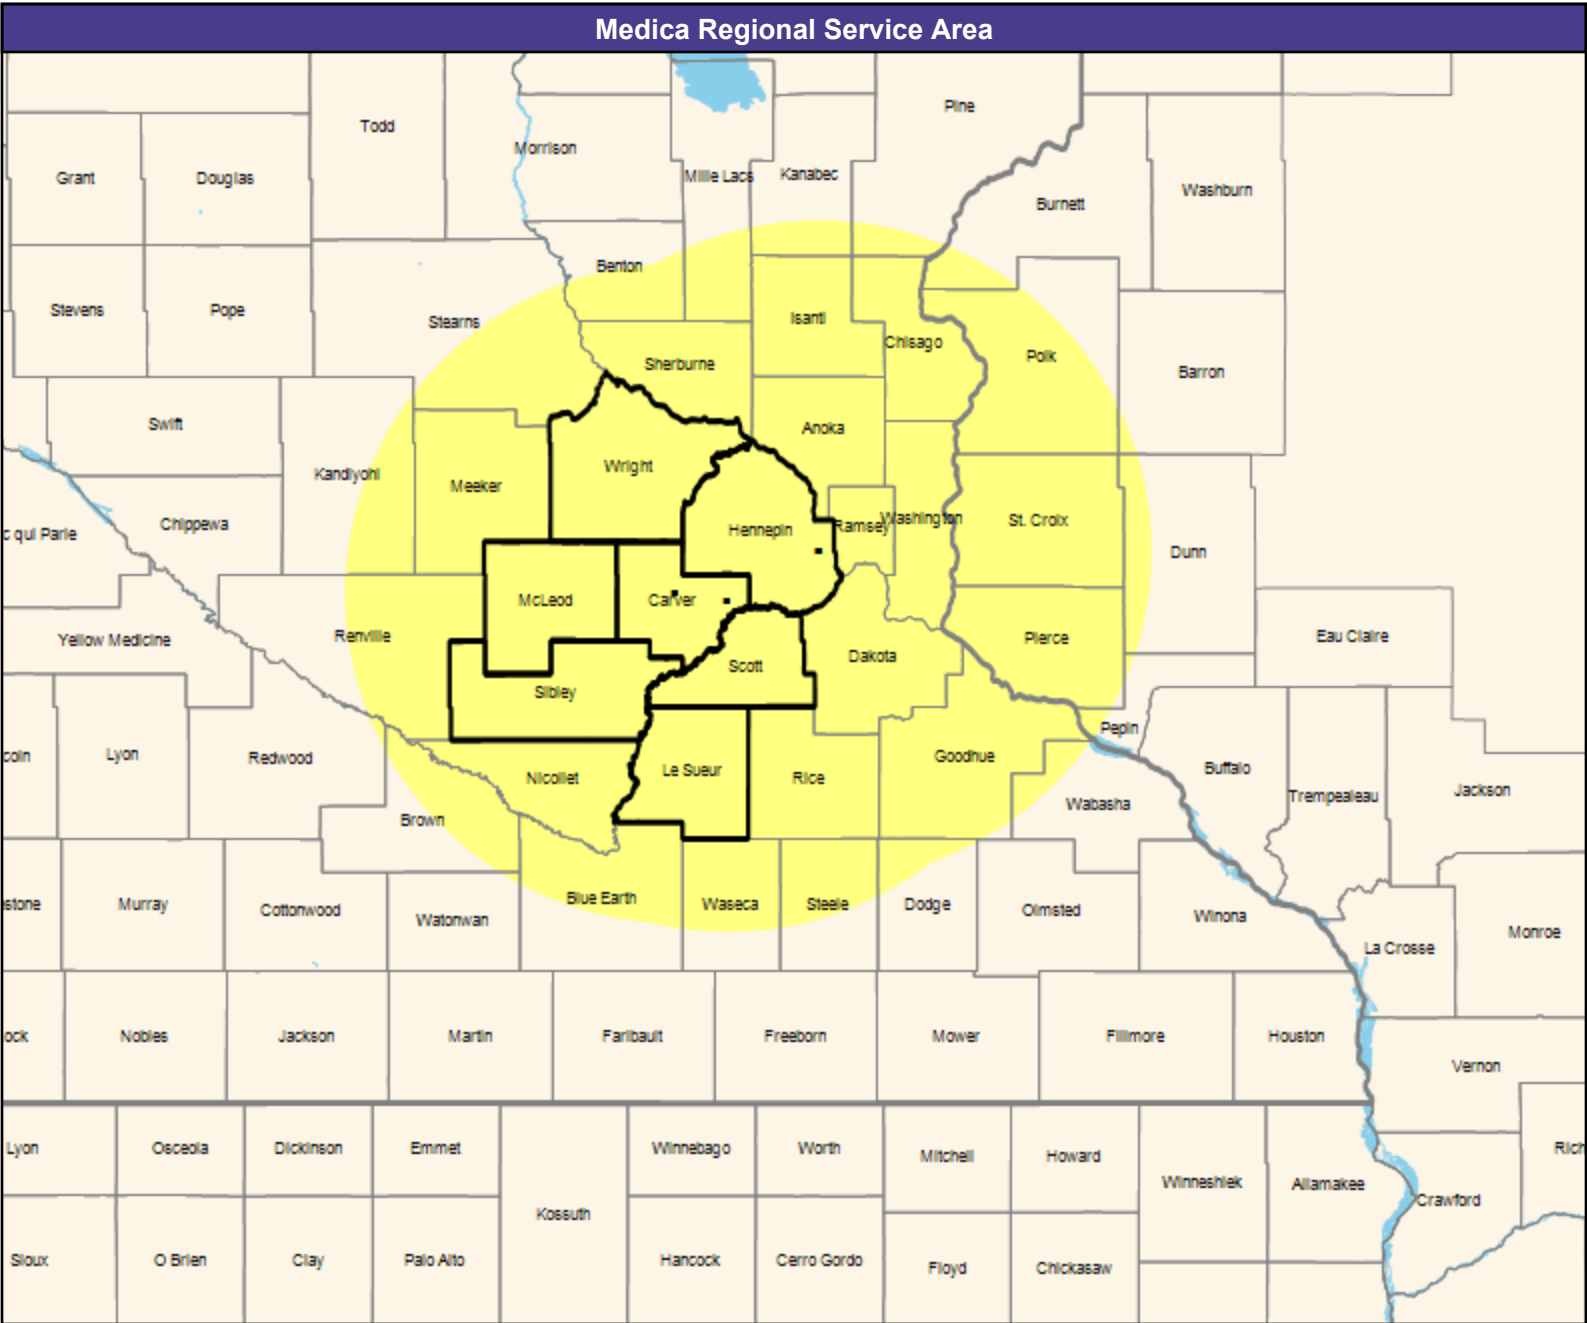 Medica Regional Service Area
Pine
Todd
Morrison
Grant
Douglas
Mille Lacs
Kanabec
Washburn
Burnett
Benton
Stevens
Pope
Stearns
Isanti
Chisago
Polk
Sherburne
Barron
Swift
Anoka
Wright
Kandiyohi
Meeker
Hennepin
Ramsey
Washington
St. Croix
Chippewa
c qui Parle
Dunn
McLeod
Carver
Yellow Medicine
Renville
Pierce
Eau Claire
Scott
Dakota
Sibley
Pepin
coln
Lyon
Redwood
Nicollet
Le Sueur
Rice
Goodhue
Buffalo
Trempealeau
Jackson
Wabasha
Brown
stone
Murray
Cottonwood
Watonwan
Blue Earth
Waseca
Steele
Dodge
Olmsted
Winona
La Crosse
Monroe
ock
Nobles
Jackson
Martin
Faribault
Freeborn
Mower
Fillmore
Houston
Vernon
Lyon
Osceola
Dickinson
Emmet
Winnebago
Worth
Mitchell
Howard
Winneshiek
Allamakee
Rich
Crawford
Kossuth
Sioux
O Brien
Clay
Palo Alto
Hancock
Cerro Gordo
Floyd
Chickasaw